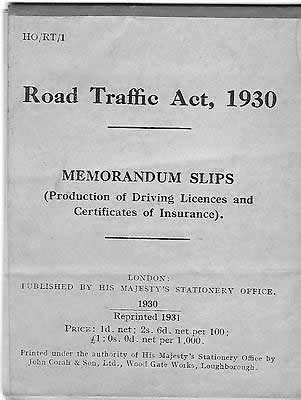 HO/RT/1
Road Traffic Act, 1930
MEMORANDUM SLIPS
(Production of Driving Licences and
Certificates of Insurance).
LONDON:
PUBLISHED BY HIS MAJESTY'S STATIONERY OFFICE.
1930
Reprinted 1931
PRICE: 1d. net; 2s. 6d. net per 100;
£1:0s. 0d. net per 1,000.
Printed under the authority of His Majesty's Stationery Office by
John Corah & Son, Ltd., Wood Gate Works, Loughborough.